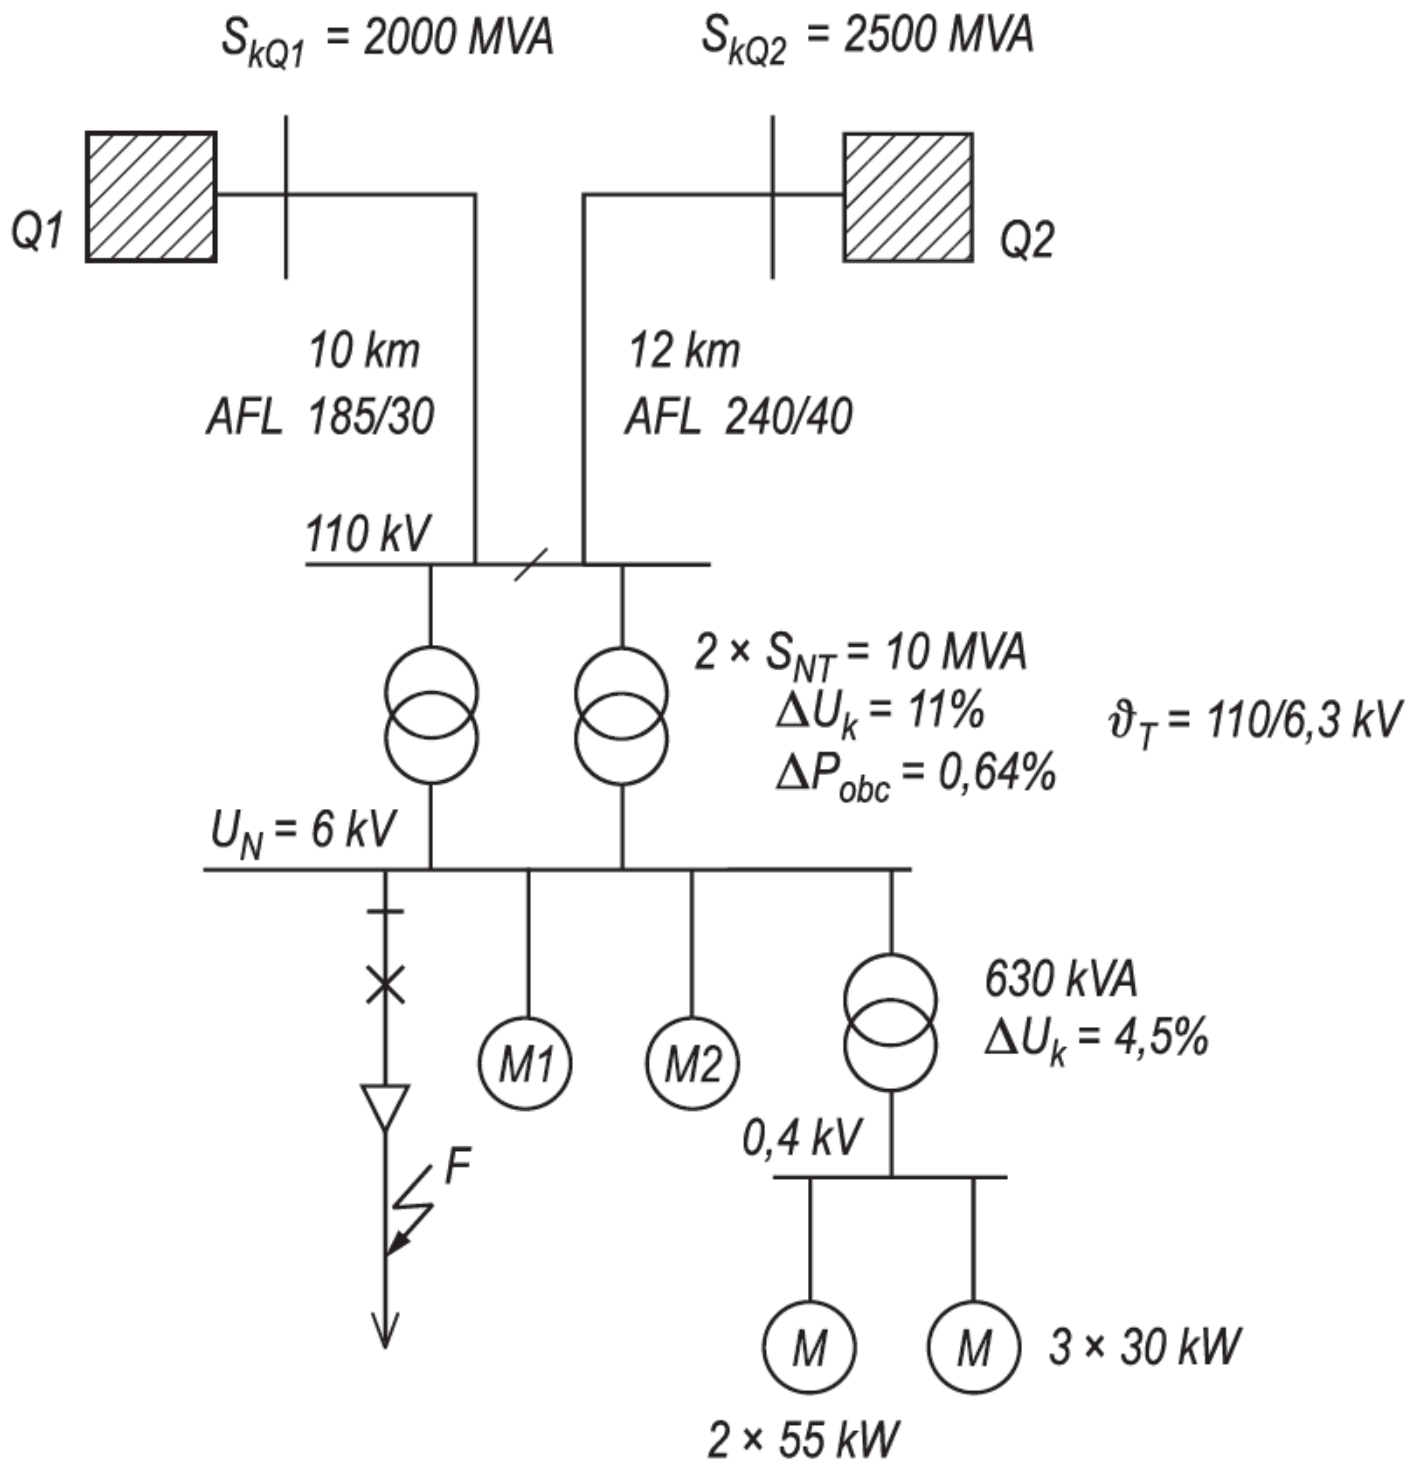 S_kQ1 = 2000 MVA
S_kQ2 = 2500 MVA
Q1
Q2
10 km
AFL 185/30
12 km
AFL 240/40
110 kV
2 × S_NT = 10 MVA
ΔU_k = 11%
ϑ_T = 110/6,3 kV
ΔP_obc = 0,64%
U_N = 6 kV
630 kVA
ΔU_k = 4,5%
M1
M2
0,4 kV
F
M
M
3 × 30 kW
2 × 55 kW